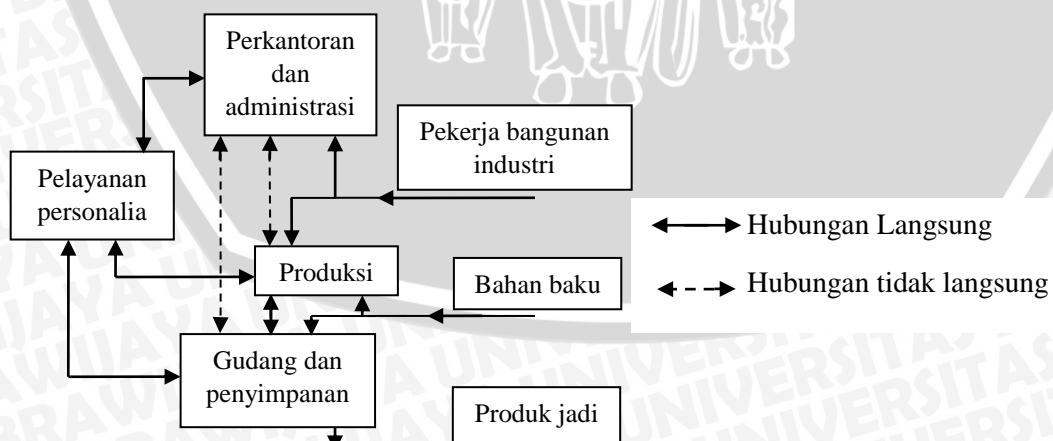 Perkantoran
dan
administrasi
Pekerja bangunan
industri
Pelayanan
personalia
Hubungan Langsung
Produksi
Bahan baku
Hubungan tidak langsung
Gudang dan
penyimpanan
Produk jadi